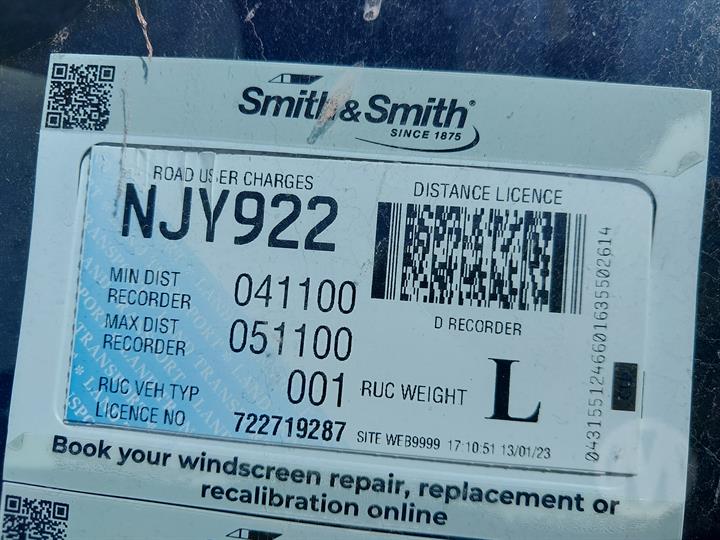 Smith & Smith®
SINCE 1875
ROAD USER CHARGES
NJY922
DISTANCE LICENCE
MIN DIST
RECORDER 041100
MAX DIST
RECORDER 051100
D RECORDER
RUC VEH TYP 001 RUC WEIGHT L
LICENCE NO 722719287 SITE WEB9999 17:10:51 13/01/23
0431551246601635502614
Book your windscreen repair, replacement or
recalibration online